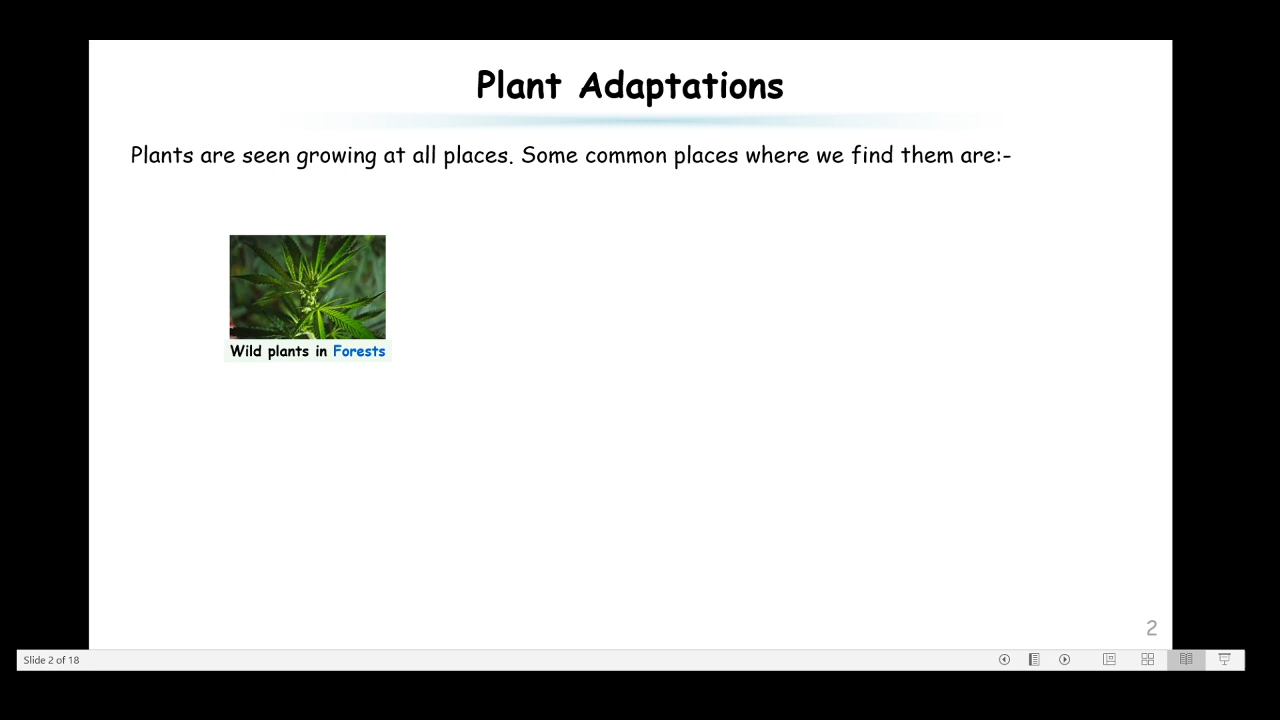 Plant Adaptations
Plants are seen growing at all places. Some common places where we find them are:-
Wild plants in Forests
2
Slide 2 of 18